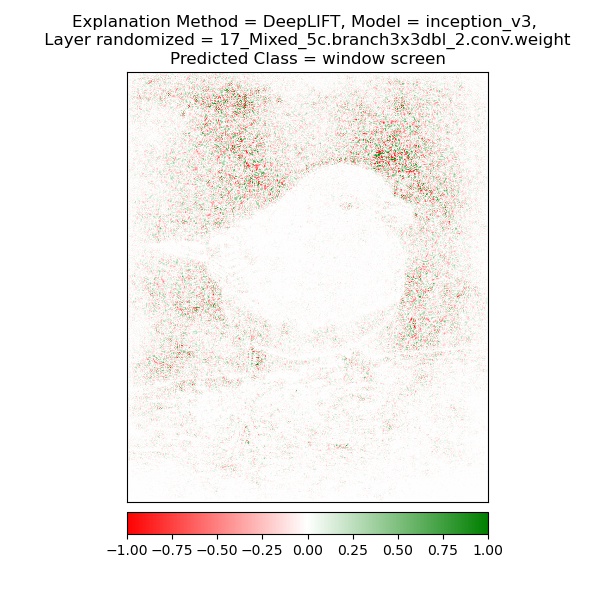 Explanation Method = DeepLIFT, Model = inception_v3,
Layer randomized = 17_Mixed_5c.branch3x3dbl_2.conv.weight
Predicted Class = window screen
−1.00 −0.75 −0.50 −0.25 0.00 0.25 0.50 0.75 1.00